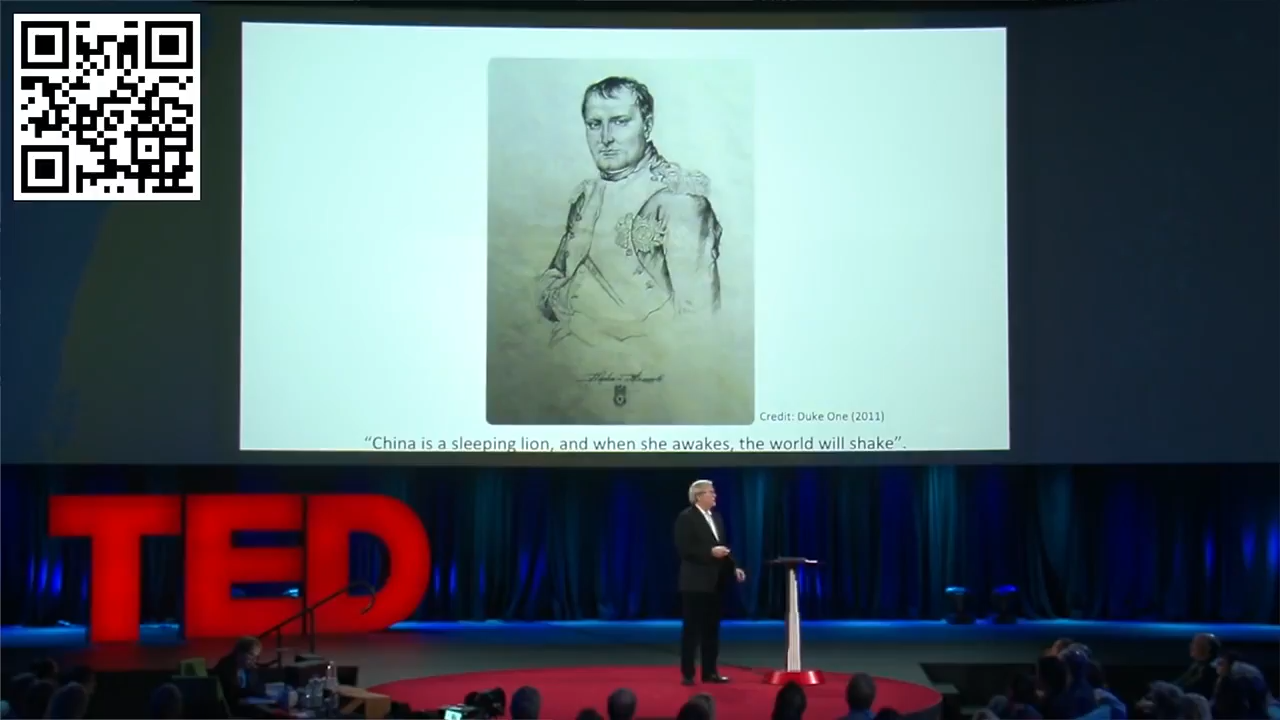 Credit: Duke One (2011)
“China is a sleeping lion, and when she awakes, the world will shake”.
TED